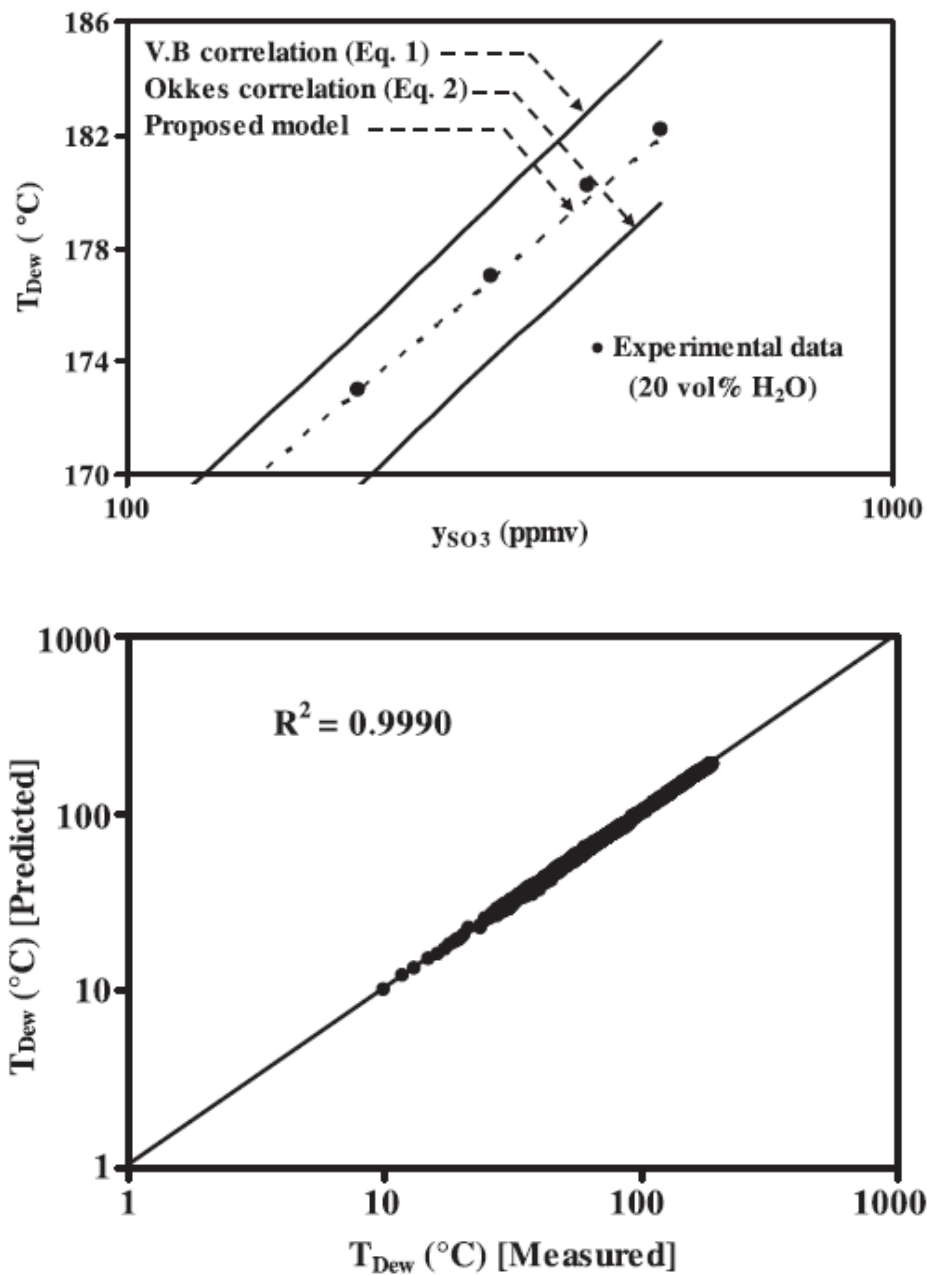 186
V.B correlation (Eq. 1)
Okkes correlation (Eq. 2)
182
Proposed model
T_Dew ( °C)
178
174
• Experimental data
(20 vol% H₂O)
170
100
1000
y_SO3 (ppmv)
1000
R² = 0.9990
T_Dew (°C) [Predicted]
100
10
1
1
10
100
1000
T_Dew (°C) [Measured]